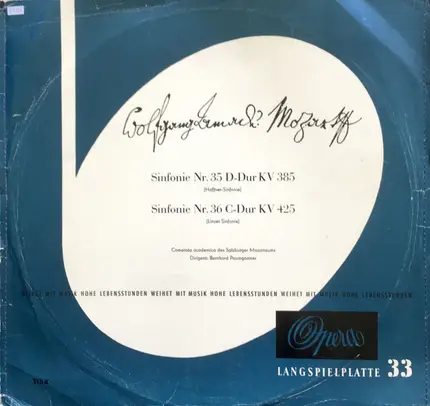 Wolfgang Amadé Mozart
Sinfonie Nr. 35 D-Dur KV 385
(Haffner-Sinfonie)
Sinfonie Nr. 36 C-Dur KV 425
(Linzer Sinfonie)
Camerata academica des Salzburger Mozarteums
Dirigent: Bernhard Paumgartner
MIT MUSIK HOHE LEBENSSTUNDEN WEIHET MIT MUSIK HOHE LEBENSSTUNDEN WEIHET MIT MUSIK HOHE LEBENSSTUNDEN
Opera
LANGSPIELPLATTE 33